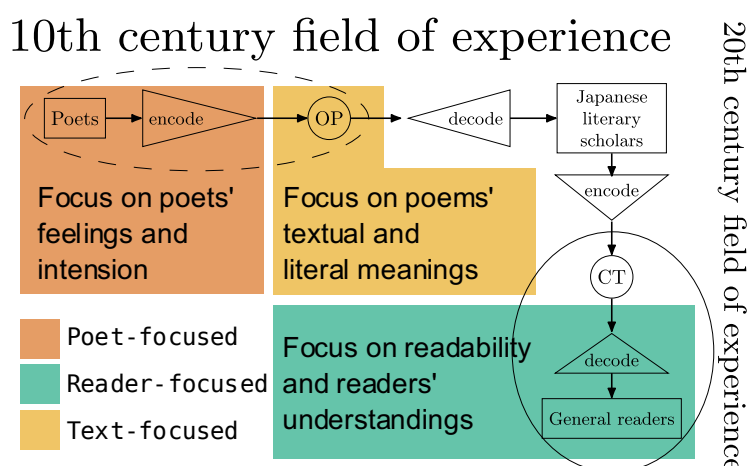 10th century field of experience
20th century field of experience
Poets
encode
OP
decode
Japanese
literary
scholars
encode
CT
decode
General readers
Focus on poets'
feelings and
intension
Focus on poems'
textual and
literal meanings
Focus on readability
and readers'
understandings
Poet-focused
Reader-focused
Text-focused